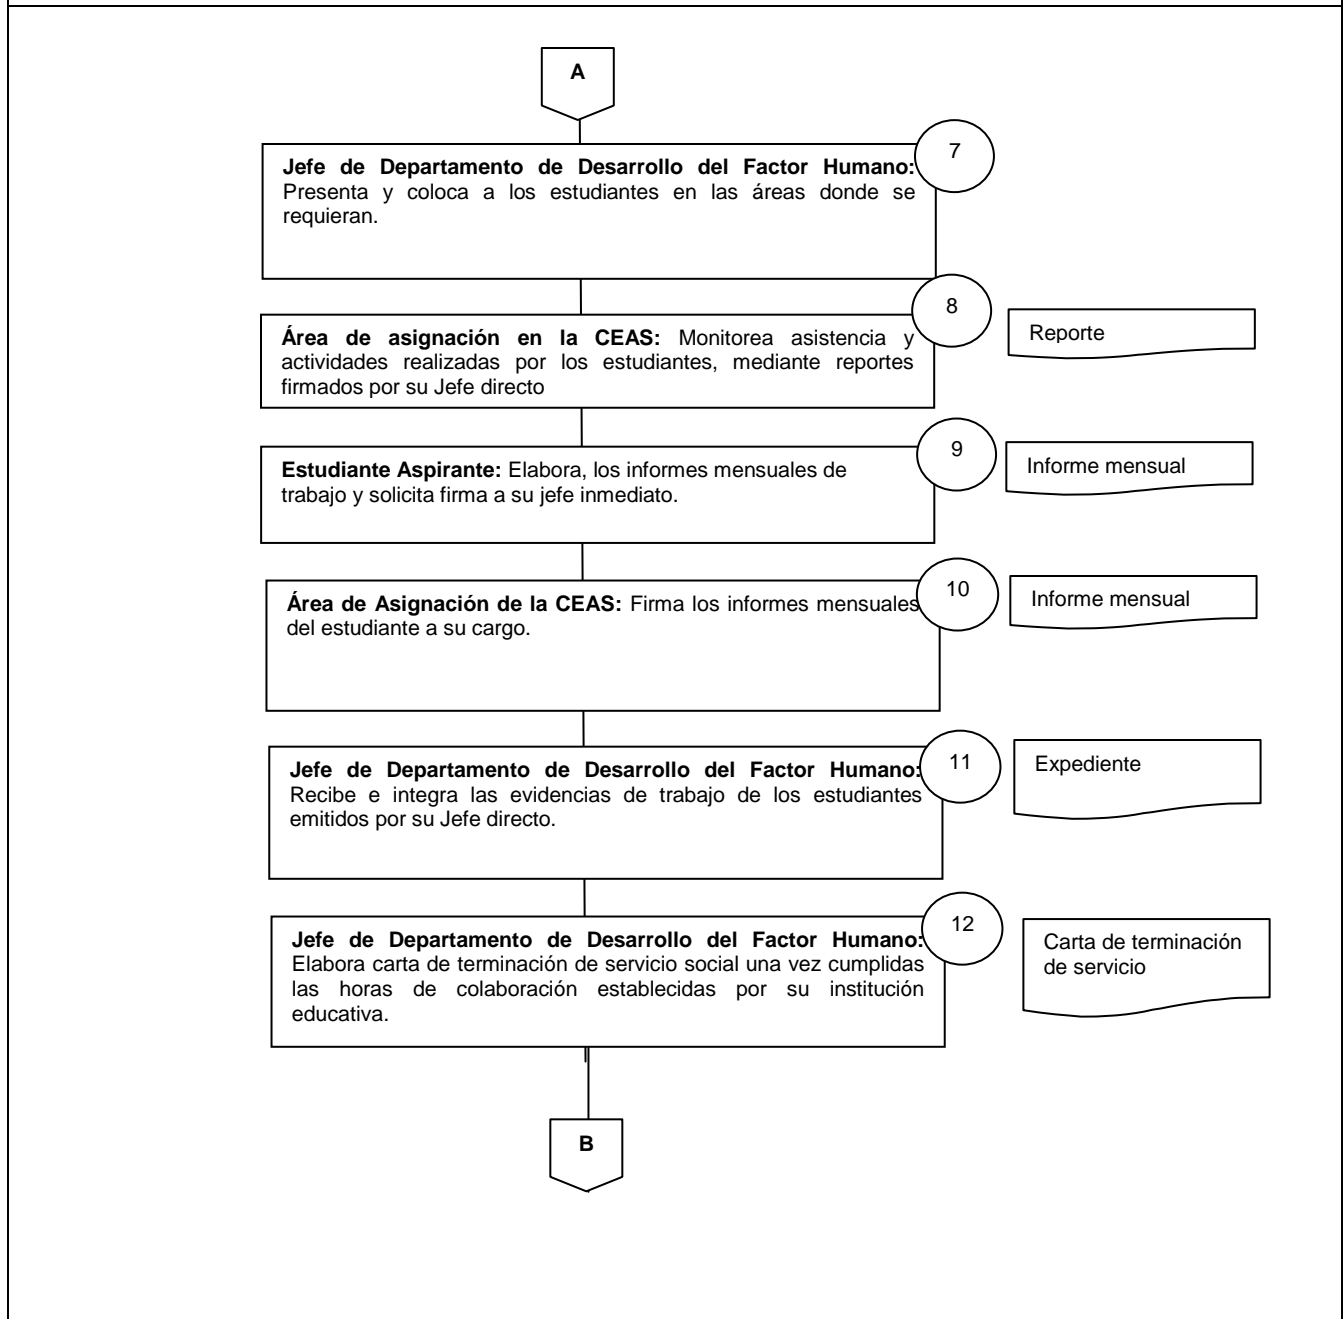 A
7
Jefe de Departamento de Desarrollo del Factor Humano:
Presenta y coloca a los estudiantes en las áreas donde se
requieran.
8
Área de asignación en la CEAS: Monitorea asistencia y
actividades realizadas por los estudiantes, mediante reportes
firmados por su Jefe directo
Reporte
9
Estudiante Aspirante: Elabora, los informes mensuales de
trabajo y solicita firma a su jefe inmediato.
Informe mensual
10
Área de Asignación de la CEAS: Firma los informes mensuales
del estudiante a su cargo.
Informe mensual
11
Jefe de Departamento de Desarrollo del Factor Humano:
Recibe e integra las evidencias de trabajo de los estudiantes
emitidos por su Jefe directo.
Expediente
12
Jefe de Departamento de Desarrollo del Factor Humano:
Elabora carta de terminación de servicio social una vez cumplidas
las horas de colaboración establecidas por su institución
educativa.
Carta de terminación
de servicio
B